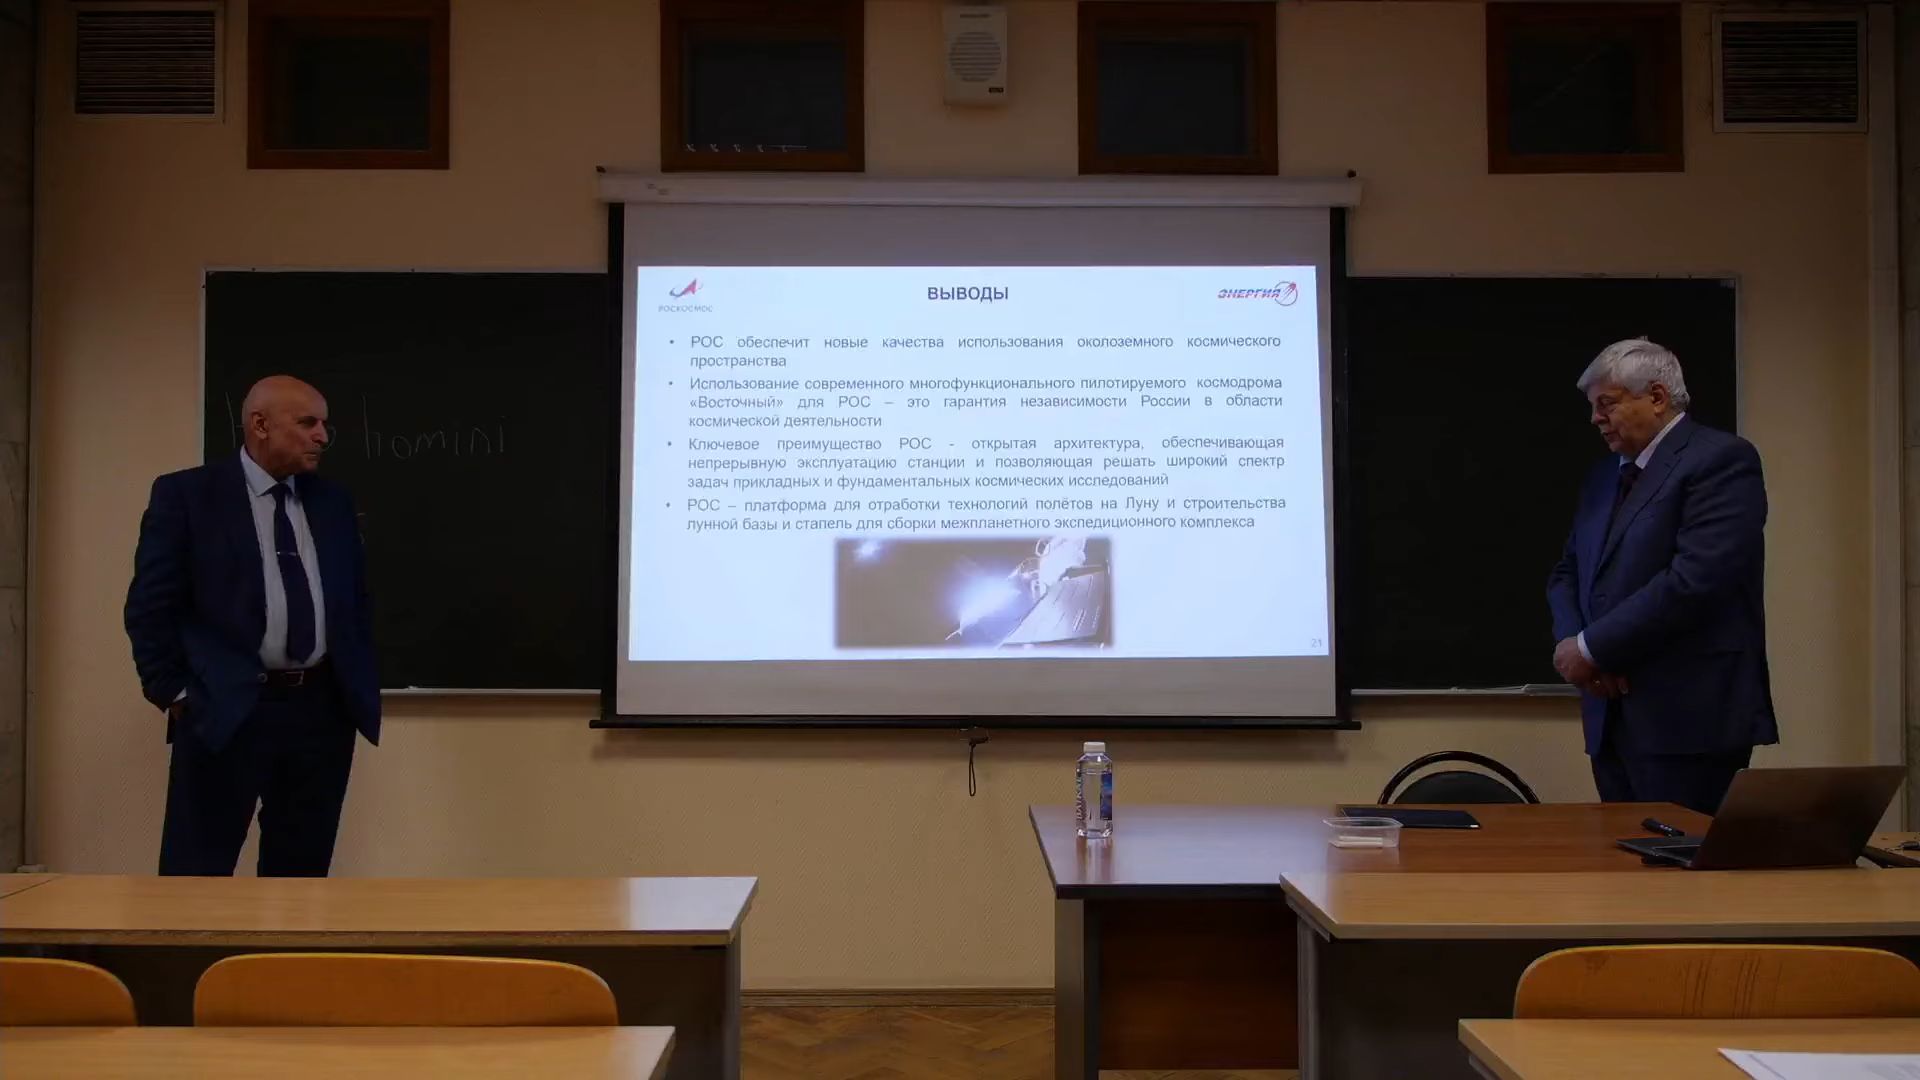 РОСКОСМОС
ВЫВОДЫ
ЭНЕРГИЯ
• РОС обеспечит новые качества использования околоземного космического
пространства
• Использование современного многофункционального пилотируемого космодрома
«Восточный» для РОС – это гарантия независимости России в области
космической деятельности
• Ключевое преимущество РОС - открытая архитектура, обеспечивающая
непрерывную эксплуатацию станции и позволяющая решать широкий спектр
задач прикладных и фундаментальных космических исследований
• РОС – платформа для отработки технологий полётов на Луну и строительства
лунной базы и стапель для сборки межпланетного экспедиционного комплекса
21
homini
BAIKAL